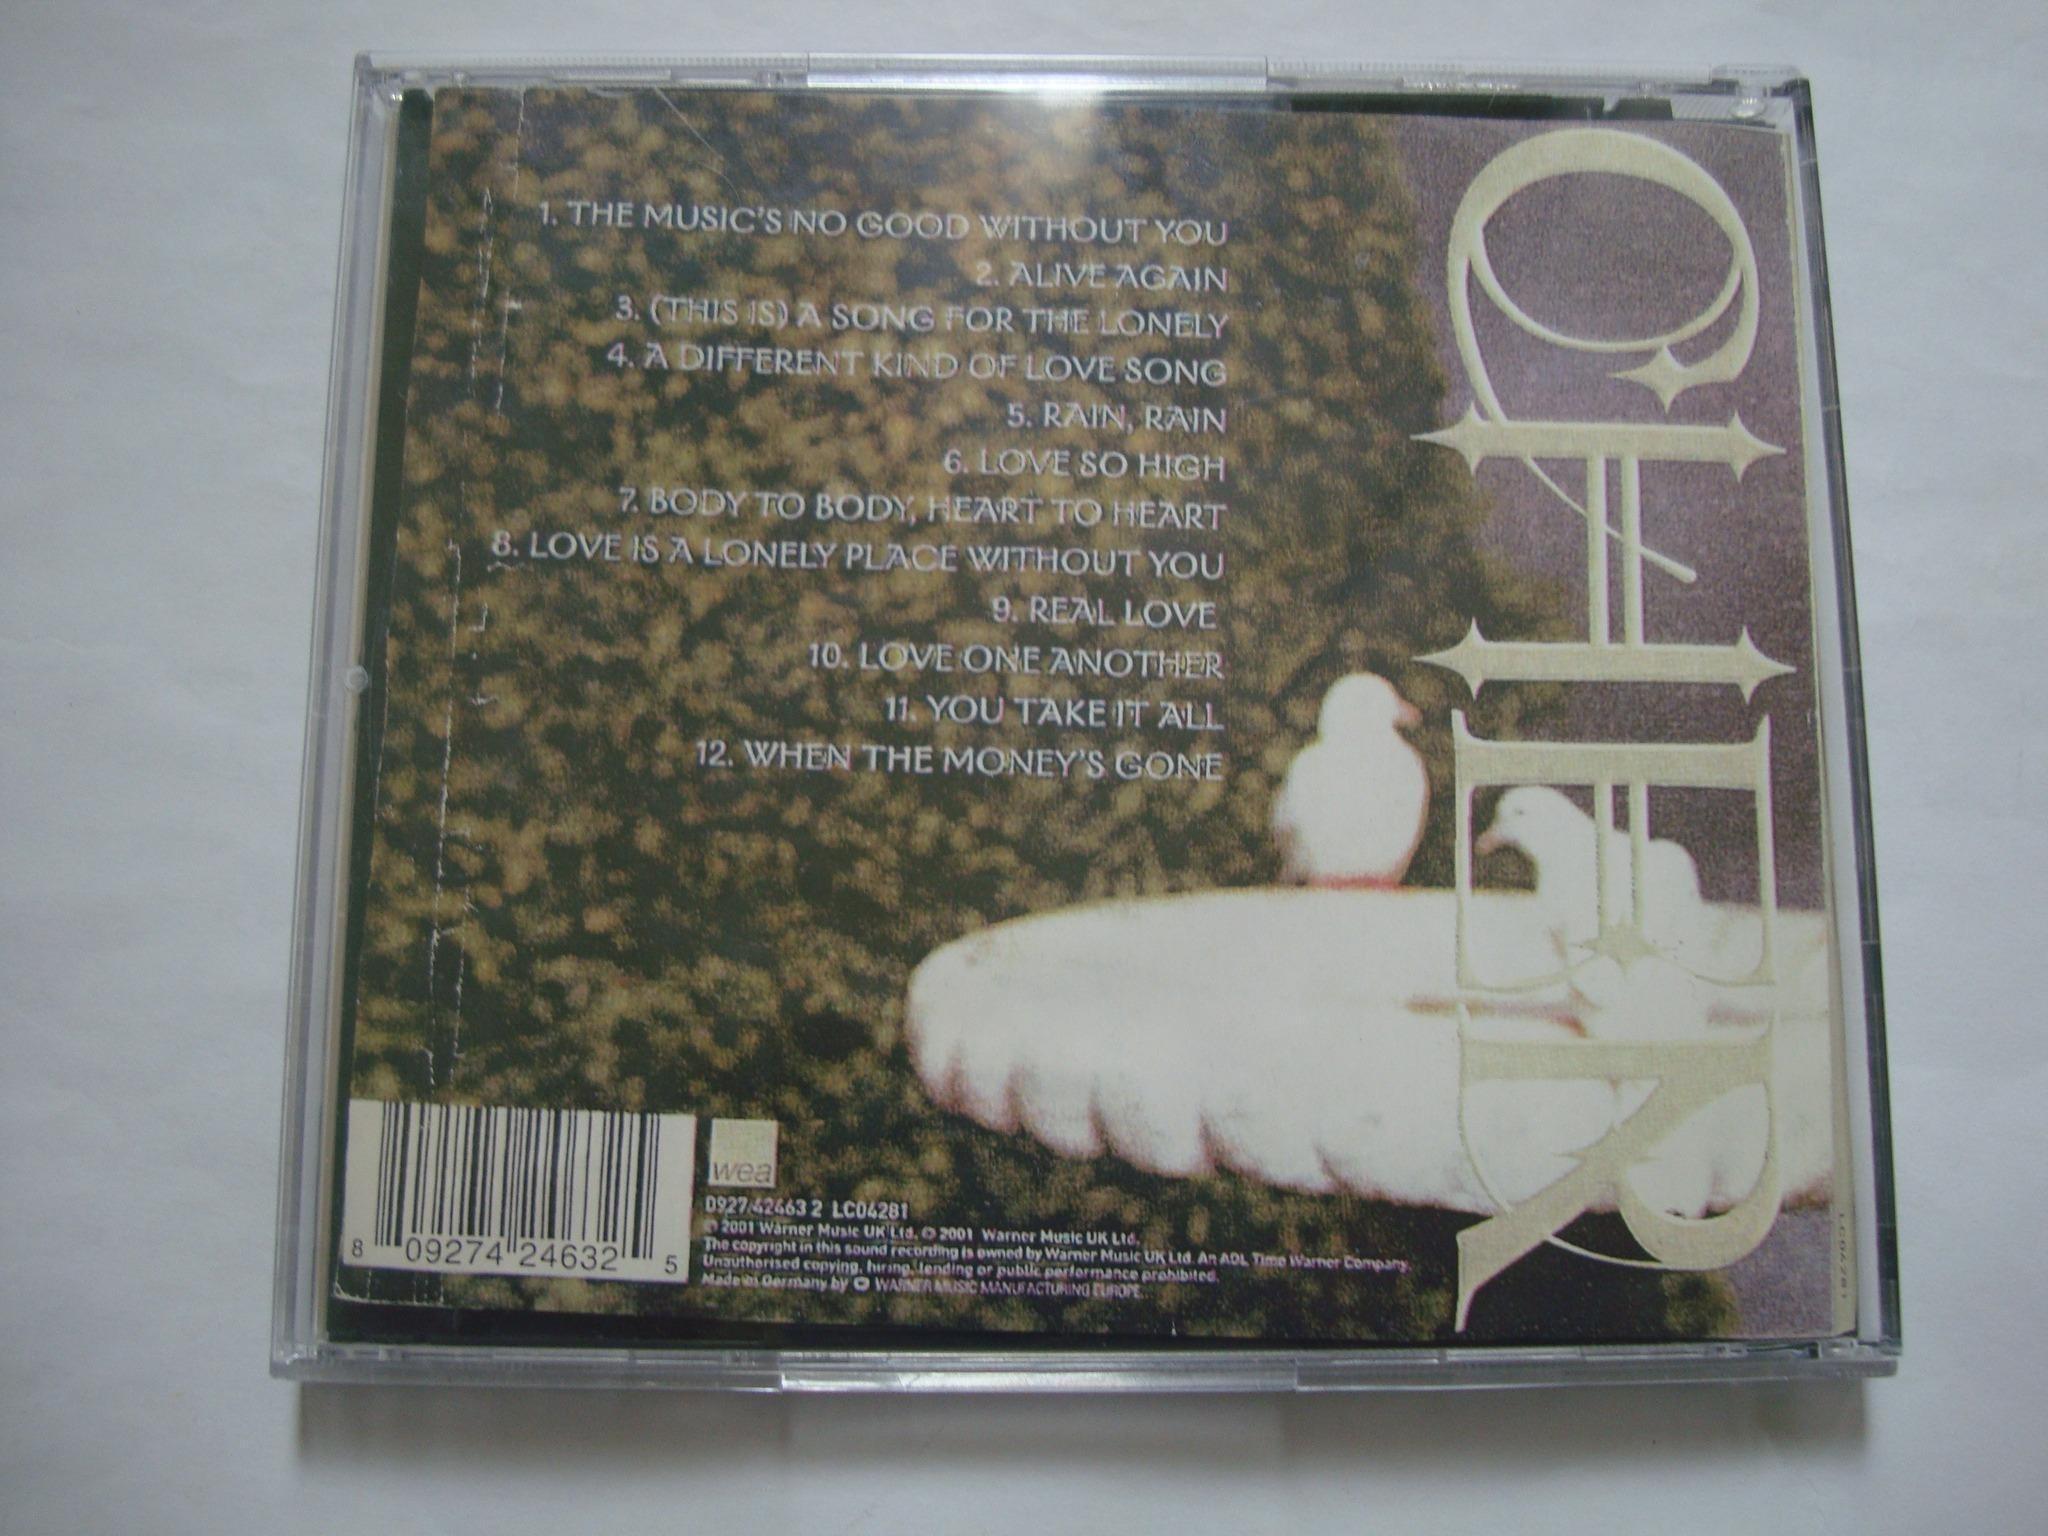 1. THE MUSIC'S NO GOOD WITHOUT YOU
2. ALIVE AGAIN
3. (THIS IS) A SONG FOR THE LONELY
4. A DIFFERENT KIND OF LOVE SONG
5. RAIN, RAIN
6. LOVE SO HIGH
7. BODY TO BODY, HEART TO HEART
8. LOVE IS A LONELY PLACE WITHOUT YOU
9. REAL LOVE
10. LOVE ONE ANOTHER
11. YOU TAKE IT ALL
12. WHEN THE MONEY'S GONE
CHER
8 09274 24632 5
wea
0927 42463 2 LC04281
℗ 2001 Warner Music UK Ltd. © 2001 Warner Music UK Ltd.
The copyright in this sound recording is owned by Warner Music UK Ltd. An AOL Time Warner Company.
Unauthorised copying, hiring, lending or public performance prohibited.
Made in Germany by WARNER MUSIC MANUFACTURING EUROPE.
LC04281